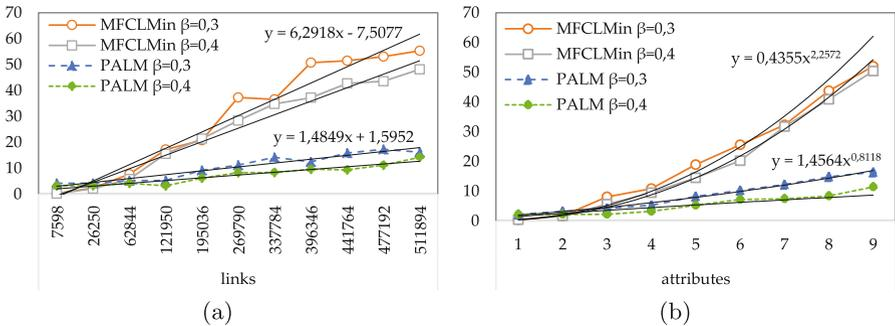 70
60
50
40
30
20
10
0
MFCLMin β=0,3
MFCLMin β=0,4
PALM β=0,3
PALM β=0,4
y = 6,2918x - 7,5077
y = 1,4849x + 1,5952
7598
26250
62844
121950
195036
269790
337784
396346
441764
477192
511894
links
(a)
70
60
50
40
30
20
10
0
MFCLMin β=0,3
MFCLMin β=0,4
PALM β=0,3
PALM β=0,4
y = 0,4355x^2,2572
y = 1,4564x^0,8118
1 2 3 4 5 6 7 8 9
attributes
(b)